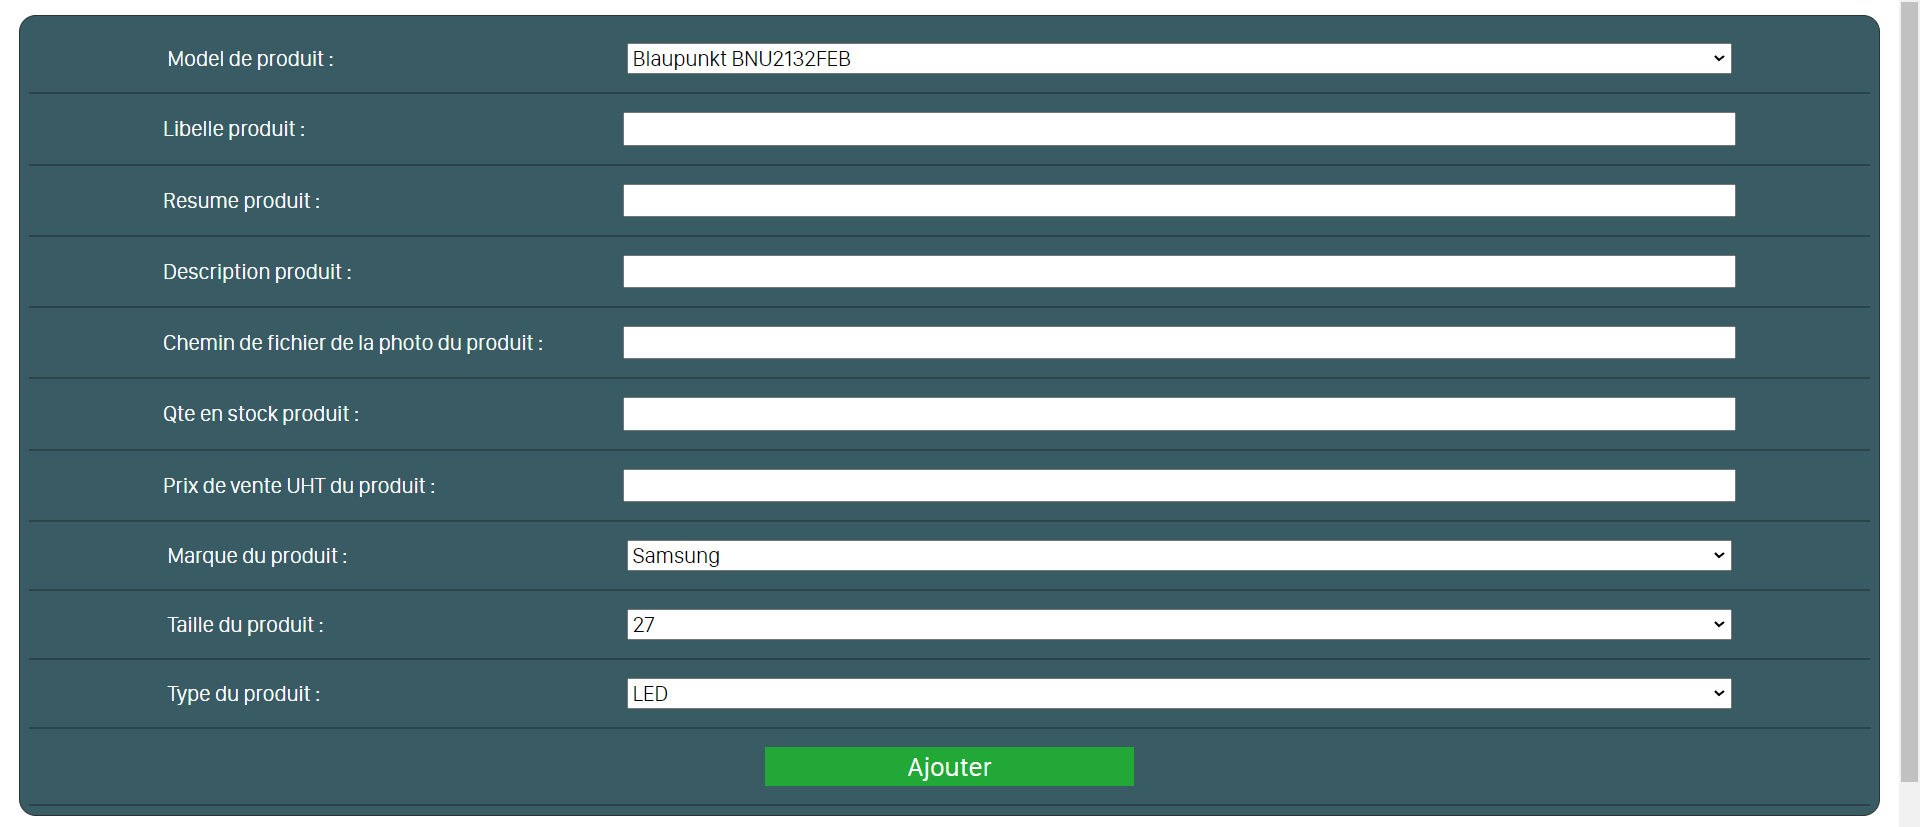 Model de produit : Blaupunkt BNU2132FEB
Libelle produit :
Resume produit :
Description produit :
Chemin de fichier de la photo du produit :
Qte en stock produit :
Prix de vente UHT du produit :
Marque du produit : Samsung
Taille du produit : 27
Type du produit : LED
Ajouter